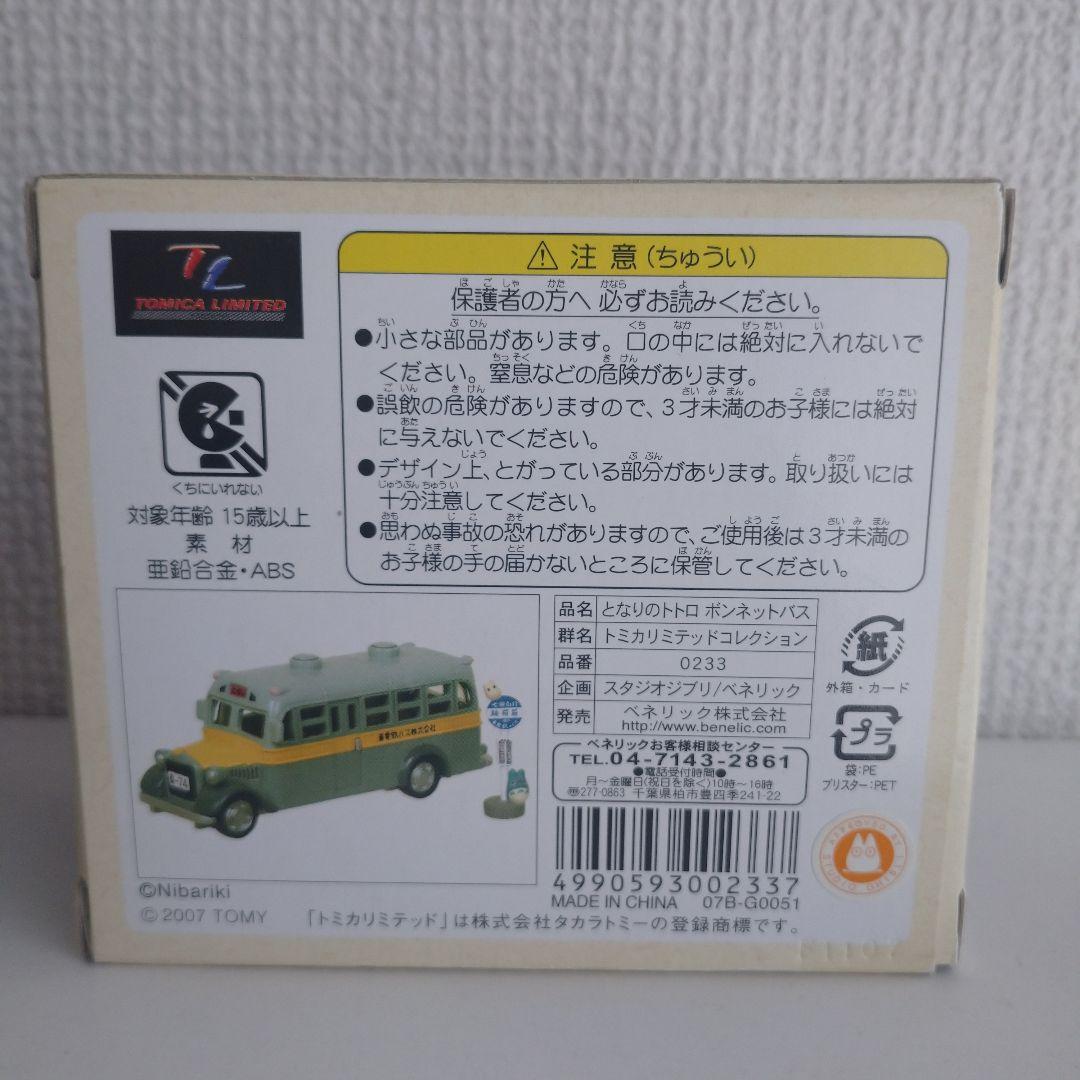 TL
TOMICA LIMITED
くちにいれない
対象年齢 15歳以上
素 材
亜鉛合金・ABS
注 意(ちゅうい)
保護者の方へ 必ずお読みください。
●小さな部品があります。口の中には絶対に入れないで
ください。窒息などの危険があります。
●誤飲の危険がありますので、3才未満のお子様には絶対
に与えないでください。
●デザイン上、とがっている部分があります。取り扱いには
十分注意してください。
●思わぬ事故の恐れがありますので、ご使用後は3才未満の
お子様の手の届かないところに保管してください。
品名 となりのトトロ ボンネットバス
群名 トミカリミテッドコレクション
品番 0233
企画 スタジオジブリ/ベネリック
発売 ベネリック株式会社
http://www.benelic.com
ベネリックお客様相談センター
TEL.04-7143-2861
●電話受付時間●
月〜金曜日(祝日を除く)10時〜16時
〠277-0863 千葉県柏市豊四季241-22
紙
外箱・カード
プラ
袋:PE
ブリスター:PET
4990593002337
MADE IN CHINA 07B-G0051
APPROVED BY STUDIO GHIBLI
©Nibariki
©2007 TOMY 「トミカリミテッド」は株式会社タカラトミーの登録商標です。